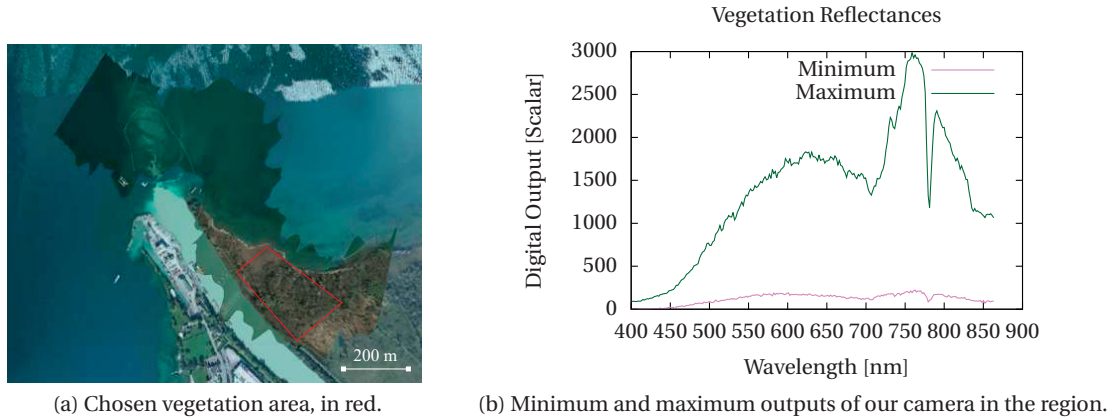 Vegetation Reflectances
200 m
(a) Chosen vegetation area, in red.
Digital Output [Scalar]
3000
2500
2000
1500
1000
500
0
Minimum
Maximum
400 450 500 550 600 650 700 750 800 850 900
Wavelength [nm]
(b) Minimum and maximum outputs of our camera in the region.